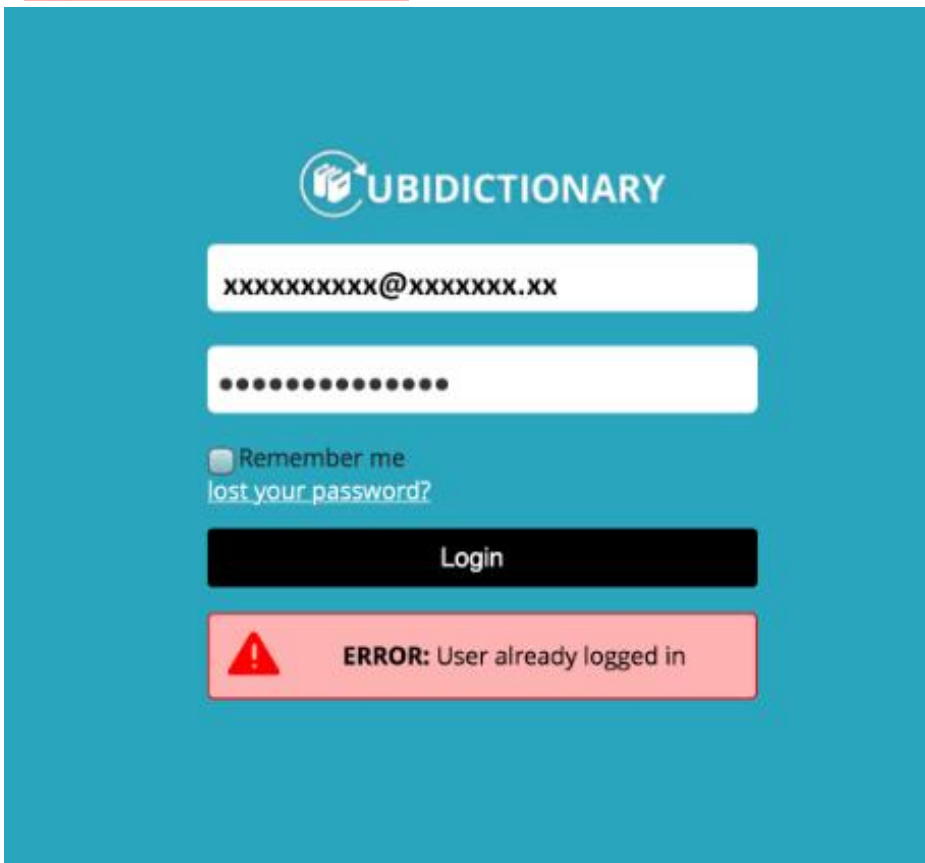 UBIDICTIONARY
xxxxxxxxxx@xxxxxxx.xx
●●●●●●●●●●●●●●
Remember me
lost your password?
Login
ERROR: User already logged in